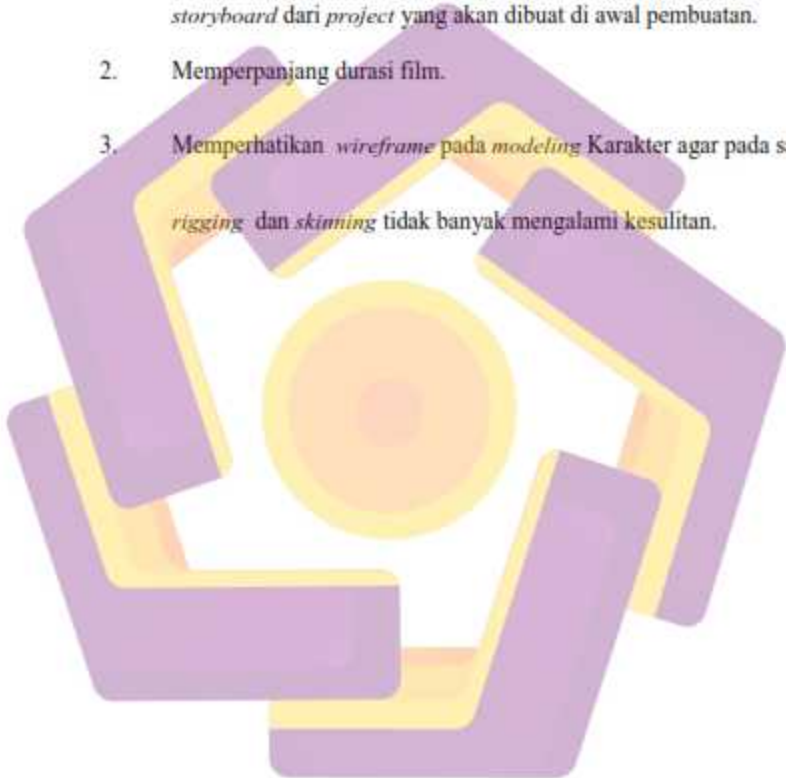 storyboard dari project yang akan dibuat di awal pembuatan.
2. Memperpanjang durasi film.
3. Memperhatikan wireframe pada modeling Karakter agar pada
rigging dan skinning tidak banyak mengalami kesulitan.